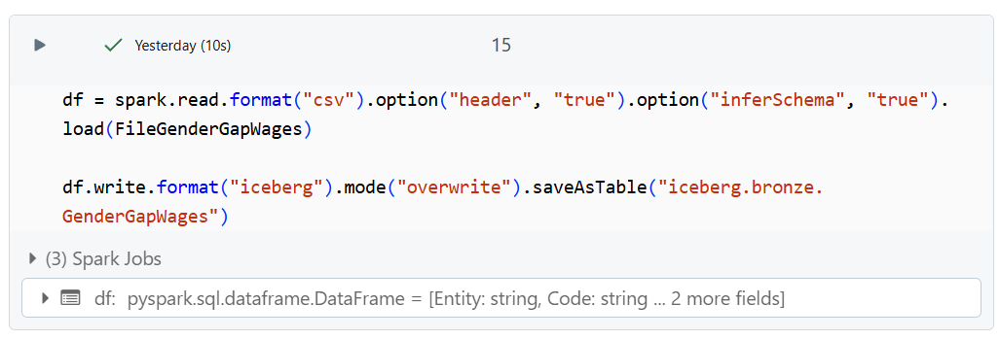 Yesterday (10s) 15
df = spark.read.format("csv").option("header", "true").option("inferSchema", "true").
load(FileGenderGapWages)
df.write.format("iceberg").mode("overwrite").saveAsTable("iceberg.bronze.
GenderGapWages")
(3) Spark Jobs
df: pyspark.sql.dataframe.DataFrame = [Entity: string, Code: string ... 2 more fields]